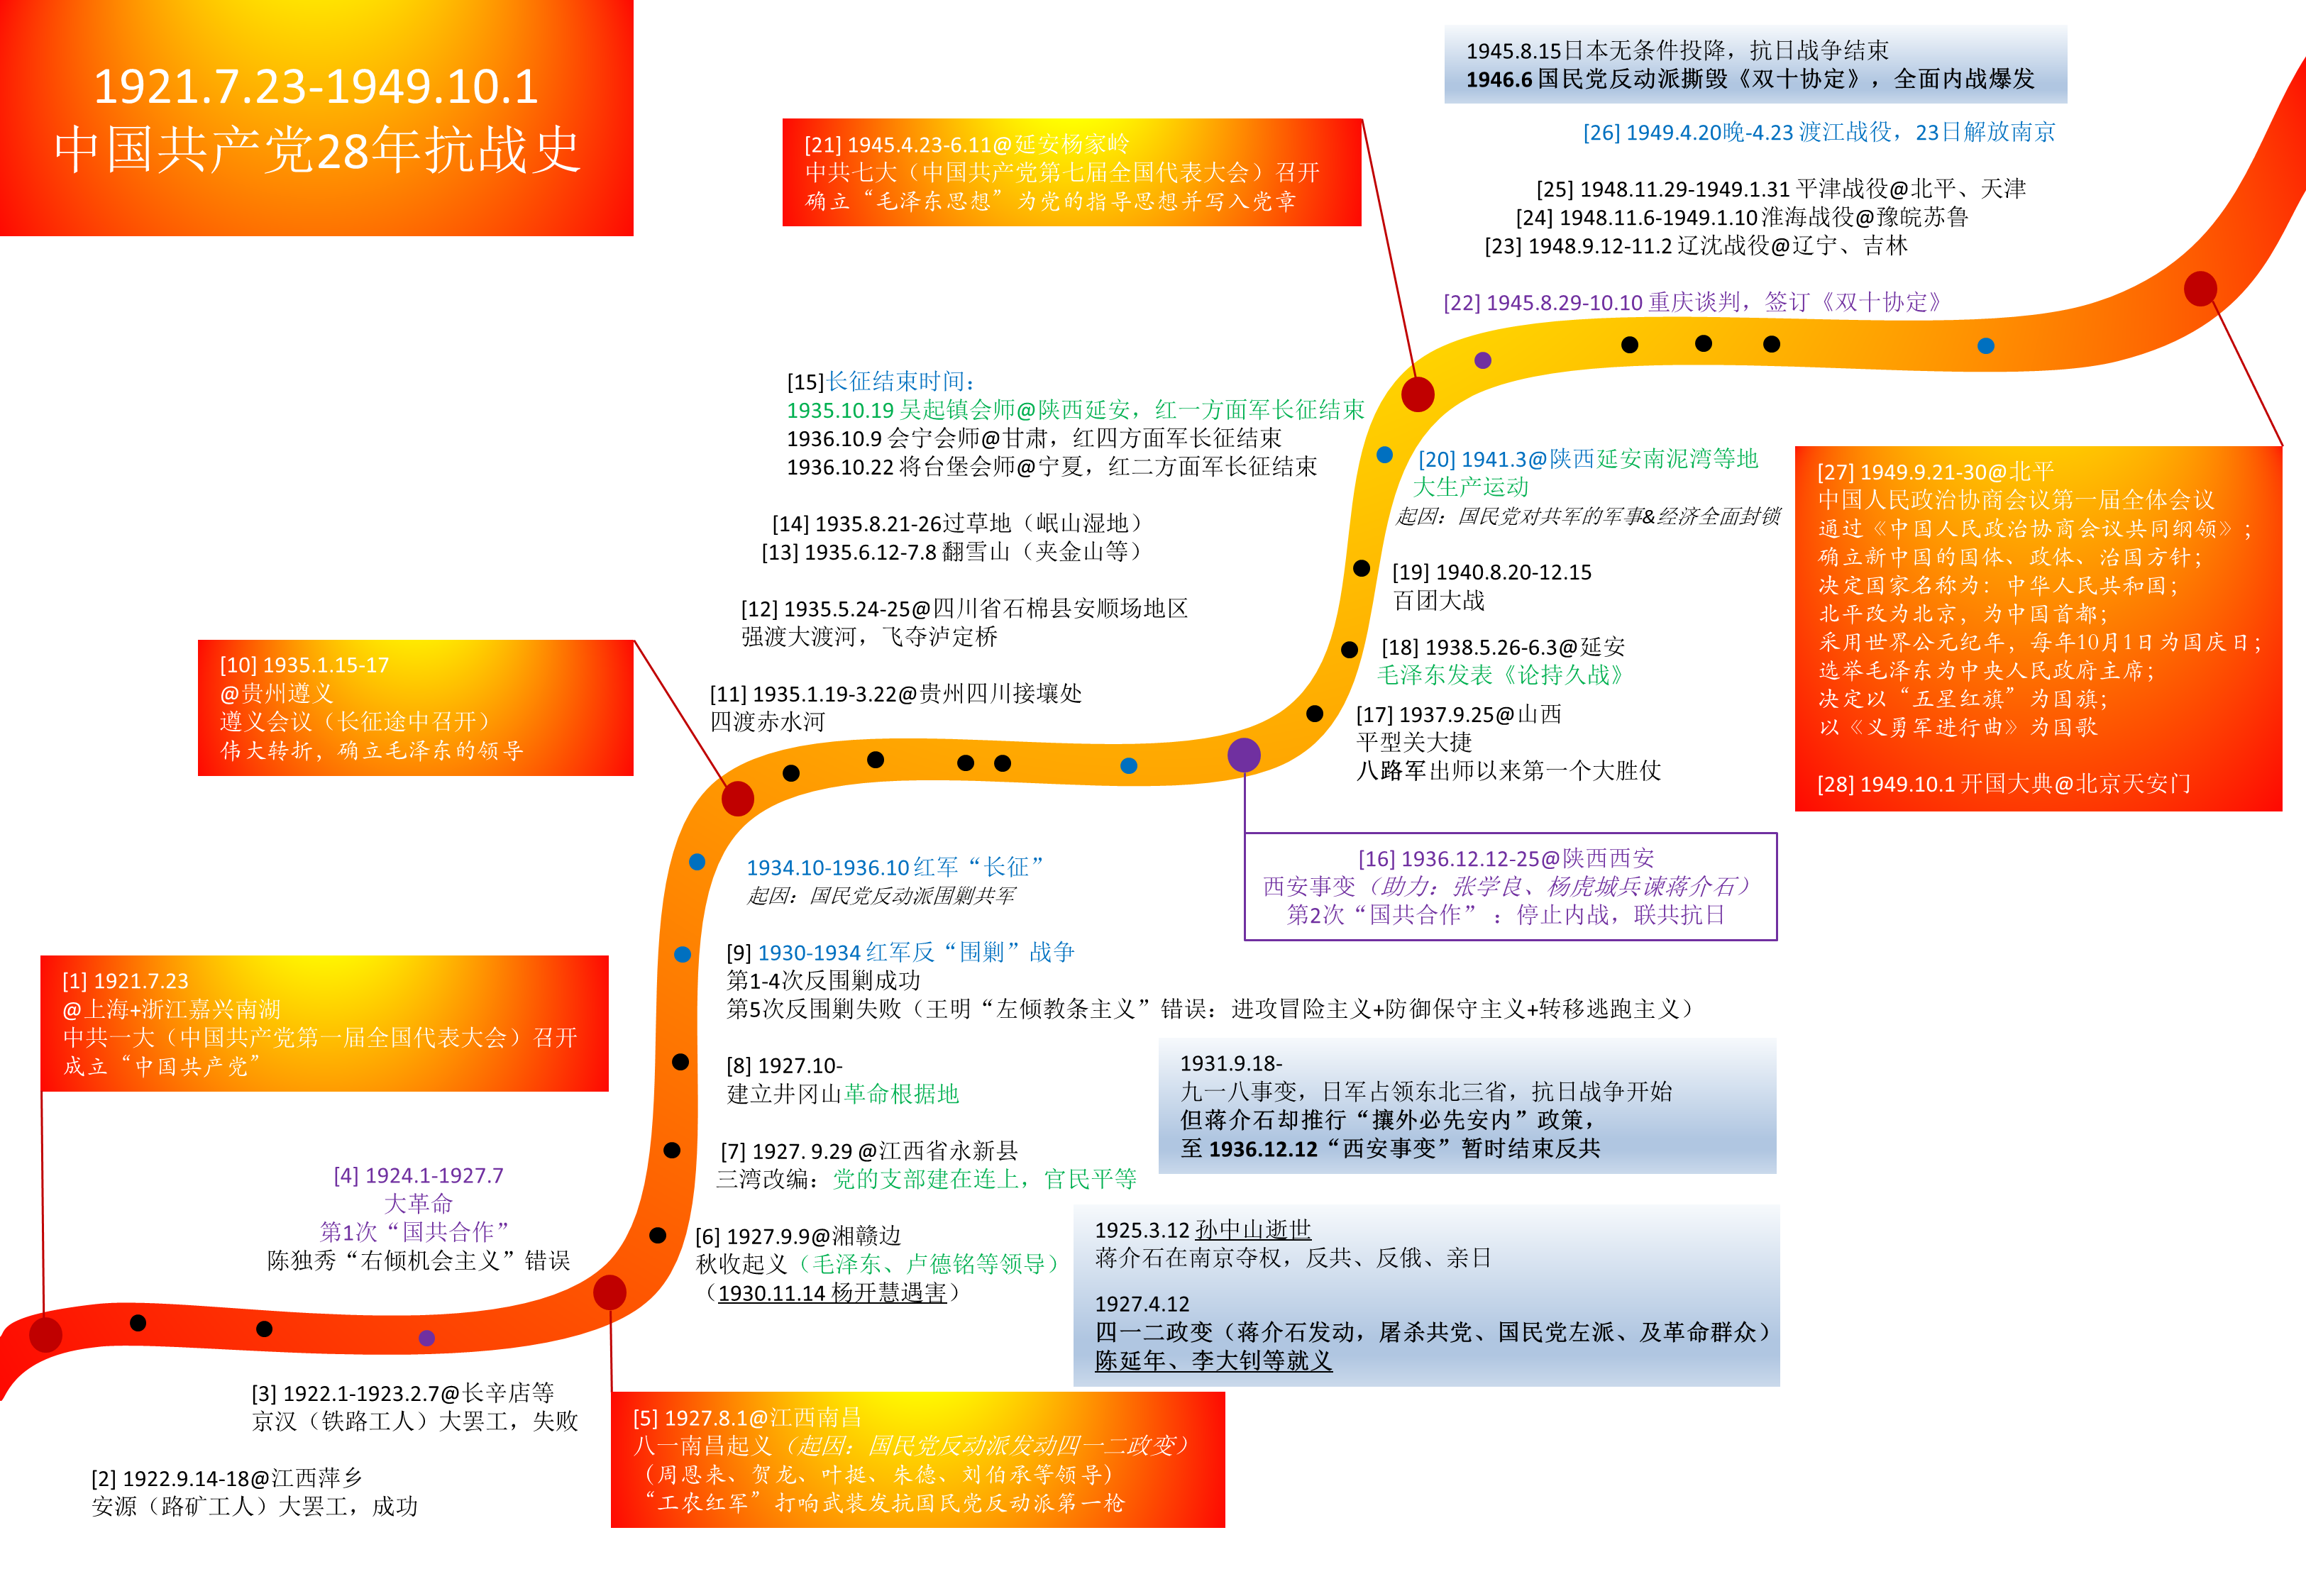 1921.7.23-1949.10.1
中国共产党28年抗战史
[1] 1921.7.23
@上海+浙江嘉兴南湖
中共一大（中国共产党第一届全国代表大会）召开
成立“中国共产党”
[2] 1922.9.14-18@江西萍乡
安源（路矿工人）大罢工，成功
[3] 1922.1-1923.2.7@长辛店等
京汉（铁路工人）大罢工，失败
[4] 1924.1-1927.7
大革命
第1次“国共合作”
陈独秀“右倾机会主义”错误
[5] 1927.8.1@江西南昌
八一南昌起义（起因：国民党反动派发动四一二政变）
（周恩来、贺龙、叶挺、朱德、刘伯承等领导）
“工农红军”打响武装发抗国民党反动派第一枪
1925.3.12 孙中山逝世
蒋介石在南京夺权，反共、反俄、亲日
1927.4.12
四一二政变（蒋介石发动，屠杀共党、国民党左派、及革命群众）
陈延年、李大钊等就义
[6] 1927.9.9@湘赣边
秋收起义（毛泽东、卢德铭等领导）
（1930.11.14 杨开慧遇害）
[7] 1927. 9.29 @江西省永新县
三湾改编：党的支部建在连上，官民平等
[8] 1927.10-
建立井冈山革命根据地
1931.9.18-
九一八事变，日军占领东北三省，抗日战争开始
但蒋介石却推行“攘外必先安内”政策，
至 1936.12.12“西安事变”暂时结束反共
[9] 1930-1934 红军反“围剿”战争
第1-4次反围剿成功
第5次反围剿失败（王明“左倾教条主义”错误：进攻冒险主义+防御保守主义+转移逃跑主义）
1934.10-1936.10 红军“长征”
起因：国民党反动派围剿共军
[10] 1935.1.15-17
@贵州遵义
遵义会议（长征途中召开）
伟大转折，确立毛泽东的领导
[11] 1935.1.19-3.22@贵州四川接壤处
四渡赤水河
[12] 1935.5.24-25@四川省石棉县安顺场地区
强渡大渡河，飞夺泸定桥
[14] 1935.8.21-26过草地（岷山湿地）
[13] 1935.6.12-7.8 翻雪山（夹金山等）
[15]长征结束时间：
1935.10.19 吴起镇会师@陕西延安，红一方面军长征结束
1936.10.9 会宁会师@甘肃，红四方面军长征结束
1936.10.22 将台堡会师@宁夏，红二方面军长征结束
[16] 1936.12.12-25@陕西西安
西安事变（助力：张学良、杨虎城兵谏蒋介石）
第2次“国共合作”：停止内战，联共抗日
[17] 1937.9.25@山西
平型关大捷
八路军出师以来第一个大胜仗
[18] 1938.5.26-6.3@延安
毛泽东发表《论持久战》
[19] 1940.8.20-12.15
百团大战
[20] 1941.3@陕西延安南泥湾等地
大生产运动
起因：国民党对共军的军事&经济全面封锁
[21] 1945.4.23-6.11@延安杨家岭
中共七大（中国共产党第七届全国代表大会）召开
确立“毛泽东思想”为党的指导思想并写入党章
1945.8.15日本无条件投降，抗日战争结束
1946.6 国民党反动派撕毁《双十协定》，全面内战爆发
[26] 1949.4.20晚-4.23 渡江战役，23日解放南京
[25] 1948.11.29-1949.1.31 平津战役@北平、天津
[24] 1948.11.6-1949.1.10 淮海战役@豫皖苏鲁
[23] 1948.9.12-11.2 辽沈战役@辽宁、吉林
[22] 1945.8.29-10.10 重庆谈判，签订《双十协定》
[27] 1949.9.21-30@北平
中国人民政治协商会议第一届全体会议
通过《中国人民政治协商会议共同纲领》；
确立新中国的国体、政体、治国方针；
决定国家名称为：中华人民共和国；
北平改为北京，为中国首都；
采用世界公元纪年，每年10月1日为国庆日；
选举毛泽东为中央人民政府主席；
决定以“五星红旗”为国旗；
以《义勇军进行曲》为国歌
[28] 1949.10.1 开国大典@北京天安门